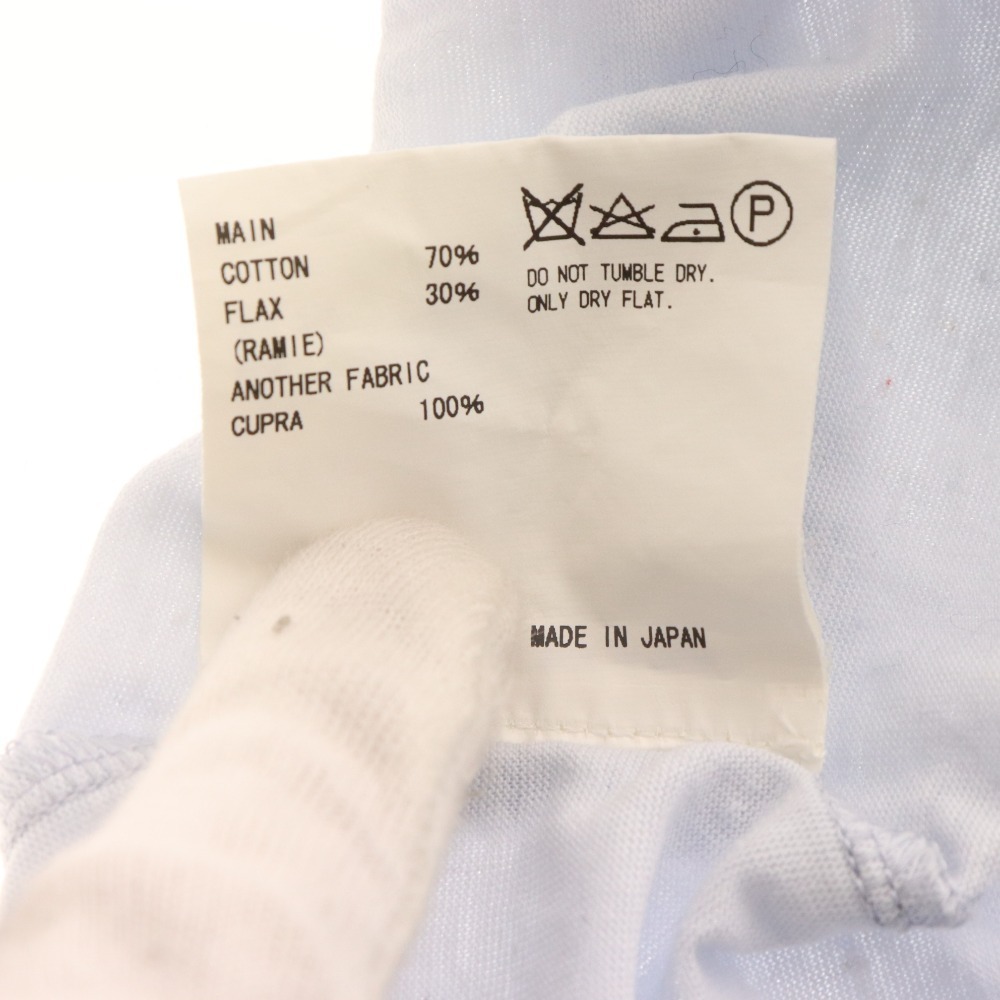 MAIN
COTTON 70%
FLAX 30%
(RAMIE)
ANOTHER FABRIC
CUPRA 100%
P
DO NOT TUMBLE DRY.
ONLY DRY FLAT.
MADE IN JAPAN